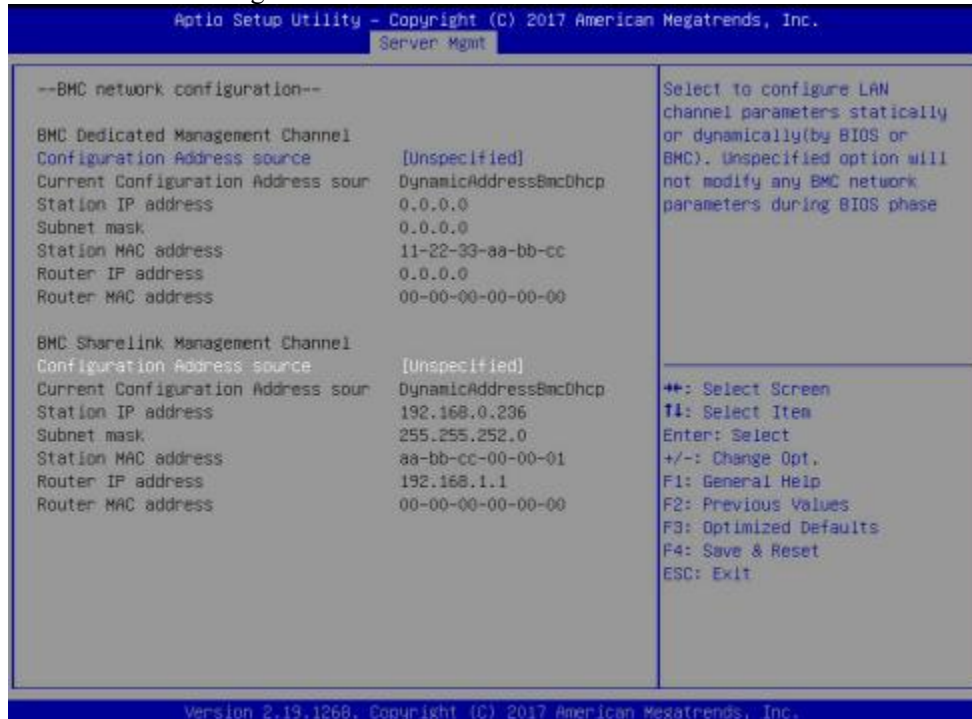 Aptio Setup Utility – Copyright (C) 2017 American Megatrends, Inc.
Server Mgmt
--BMC network configuration--
BMC Dedicated Management Channel
Configuration Address source [Unspecified]
Current Configuration Address sour DynamicAddressBmcDhcp
Station IP address 0.0.0.0
Subnet mask 0.0.0.0
Station MAC address 11-22-33-aa-bb-cc
Router IP address 0.0.0.0
Router MAC address 00-00-00-00-00-00
BMC Sharelink Management Channel
Configuration Address source [Unspecified]
Current Configuration Address sour DynamicAddressBmcDhcp
Station IP address 192.168.0.236
Subnet mask 255.255.252.0
Station MAC address aa-bb-cc-00-00-01
Router IP address 192.168.1.1
Router MAC address 00-00-00-00-00-00
Select to configure LAN
channel parameters statically
or dynamically(by BIOS or
BMC). Unspecified option will
not modify any BMC network
parameters during BIOS phase
→←: Select Screen
↑↓: Select Item
Enter: Select
+/-: Change Opt.
F1: General Help
F2: Previous Values
F3: Optimized Defaults
F4: Save & Reset
ESC: Exit
Version 2.19.1268. Copyright (C) 2017 American Megatrends, Inc.